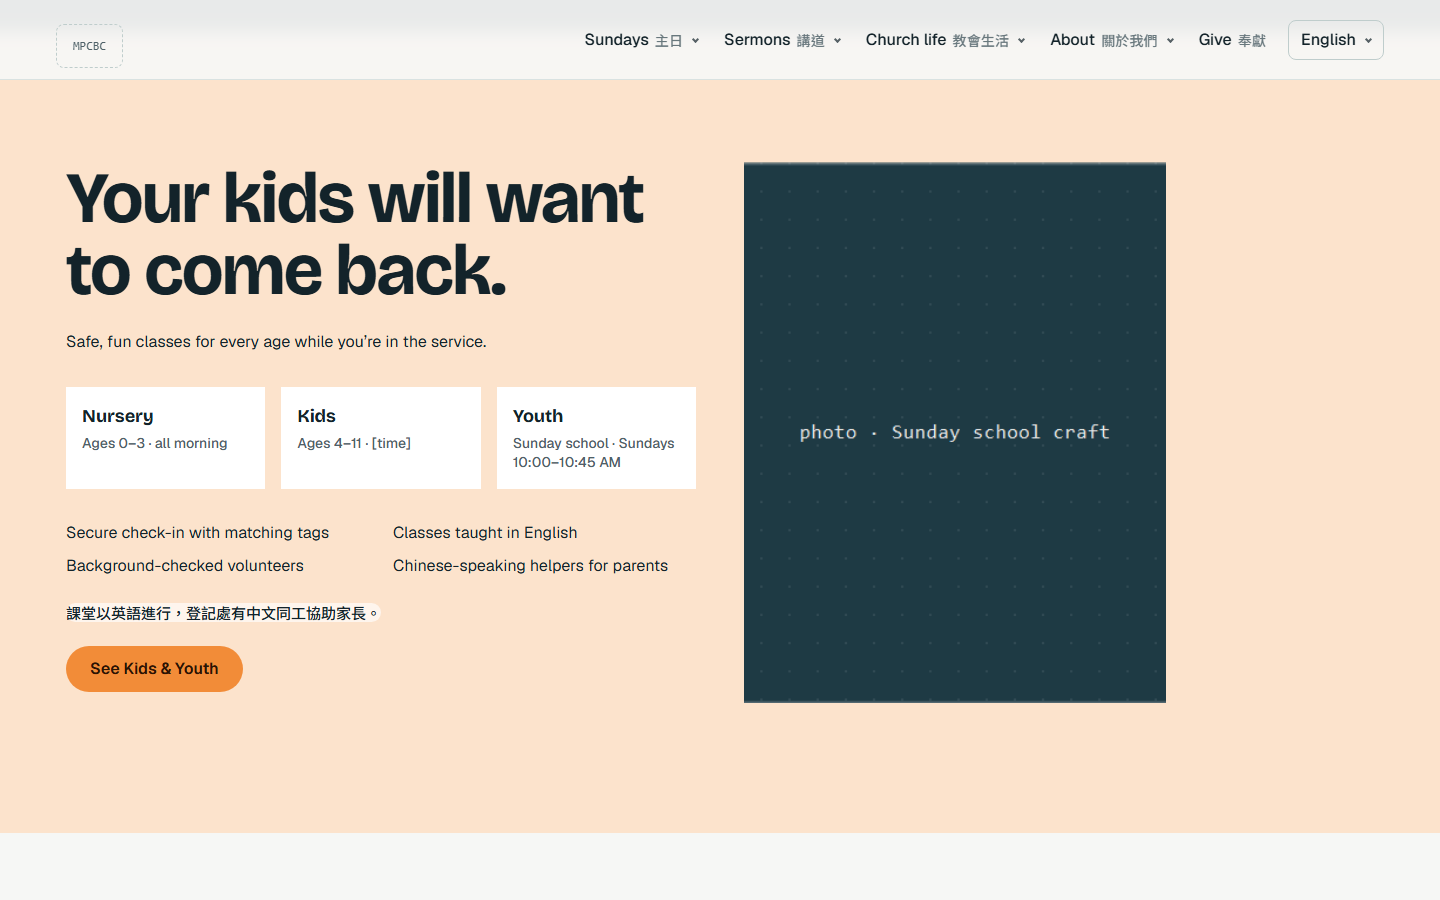 MPCBC
Sundays 主日
Sermons 講道
Church life 教會生活
About 關於我們
Give 奉獻
English
Your kids will want
to come back.
Safe, fun classes for every age while you’re in the service.
Nursery
Ages 0–3 · all morning
Kids
Ages 4–11 · [time]
Youth
Sunday school · Sundays
10:00–10:45 AM
Secure check-in with matching tags
Classes taught in English
Background-checked volunteers
Chinese-speaking helpers for parents
課堂以英語進行，登記處有中文同工協助家長。
See Kids & Youth
photo · Sunday school craft